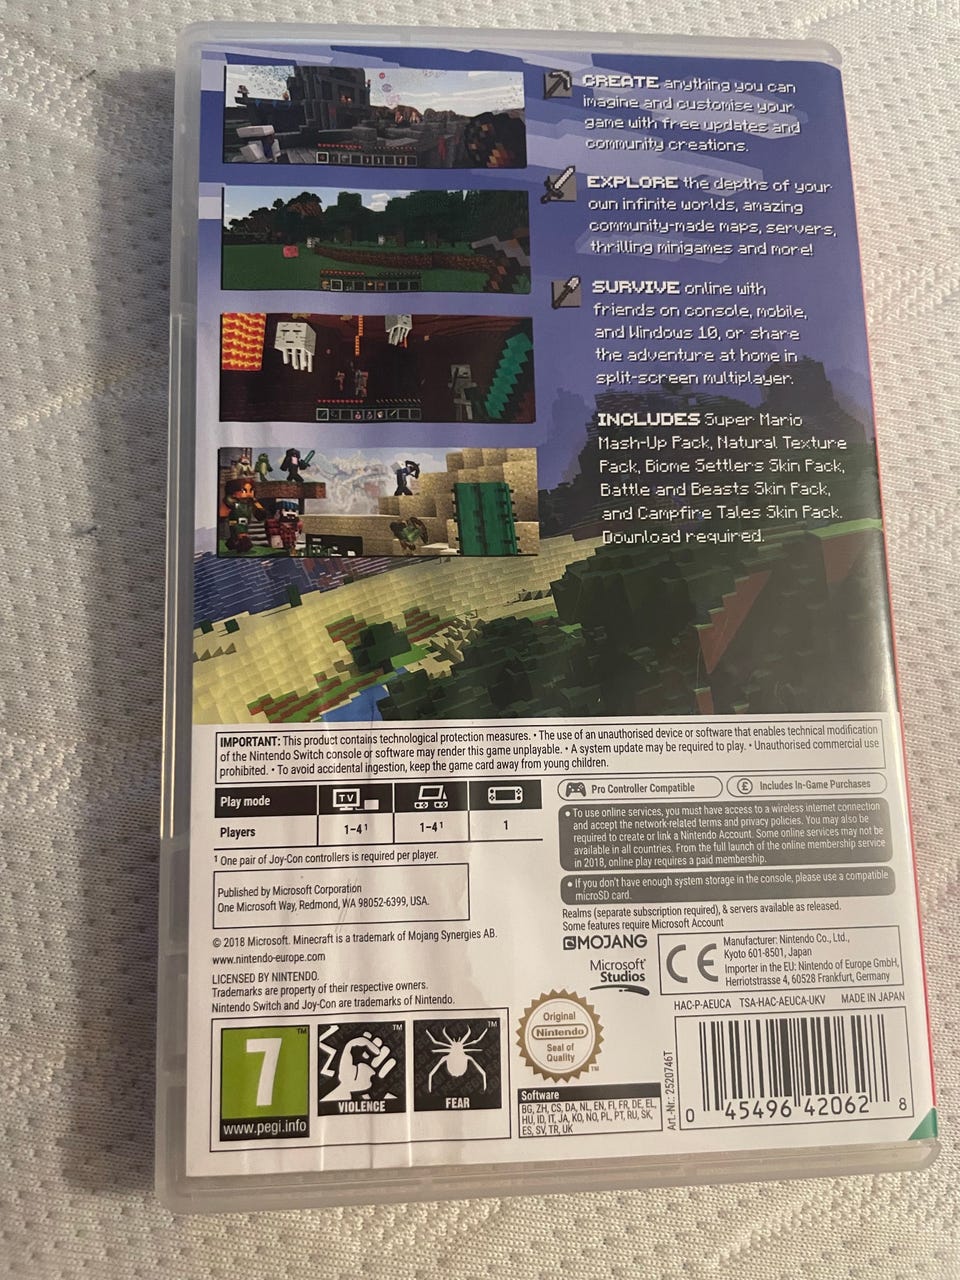 CREATE anything you can
imagine and customise your
game with free updates and
community creations.
EXPLORE the depths of your
own infinite worlds, amazing
community-made maps, servers,
thrilling minigames and more!
SURVIVE online with
friends on console, mobile,
and Windows 10, or share
the adventure at home in
split-screen multiplayer.
INCLUDES Super Mario
Mash-Up Pack, Natural Texture
Pack, Biome Settlers Skin Pack,
Battle and Beasts Skin Pack,
and Campfire Tales Skin Pack.
Download required.
IMPORTANT: This product contains technological protection measures. • The use of an unauthorised device or software that enables technical modification
of the Nintendo Switch console or software may render this game unplayable. • A system update may be required to play. • Unauthorised commercial use
prohibited. • To avoid accidental ingestion, keep the game card away from young children.
Play mode TV
Players 1-4¹ 1-4¹ 1
¹ One pair of Joy-Con controllers is required per player.
Pro Controller Compatible
£ Includes In-Game Purchases
• To use online services, you must have access to a wireless internet connection
and accept the network-related terms and privacy policies. You may also be
required to create or link a Nintendo Account. Some online services may not be
available in all countries. From the full launch of the online membership service
in 2018, online play requires a paid membership.
• If you don't have enough system storage in the console, please use a compatible
microSD card.
Realms (separate subscription required), & servers available as released.
Some features require Microsoft Account
Published by Microsoft Corporation
One Microsoft Way, Redmond, WA 98052-6399, USA.
© 2018 Microsoft. Minecraft is a trademark of Mojang Synergies AB.
www.nintendo-europe.com
LICENSED BY NINTENDO.
Trademarks are property of their respective owners.
Nintendo Switch and Joy-Con are trademarks of Nintendo.
MOJANG
Microsoft®
Studios
CE
Manufacturer: Nintendo Co., Ltd.,
Kyoto 601-8501, Japan
Importer in the EU: Nintendo of Europe GmbH,
Herriotstrasse 4, 60528 Frankfurt, Germany
HAC-P-AEUCA TSA-HAC-AEUCA-UKV MADE IN JAPAN
7 TM
www.pegi.info
TM
VIOLENCE
TM
FEAR
Original
Nintendo
Seal of
Quality
TM
Software
BG, ZH, CS, DA, NL, EN, FI, FR, DE, EL,
HU, ID, IT, JA, KO, NO, PL, PT, RU, SK,
ES, SV, TR, UK
Art.-Nr.: 2520746T
0 45496 42062 8